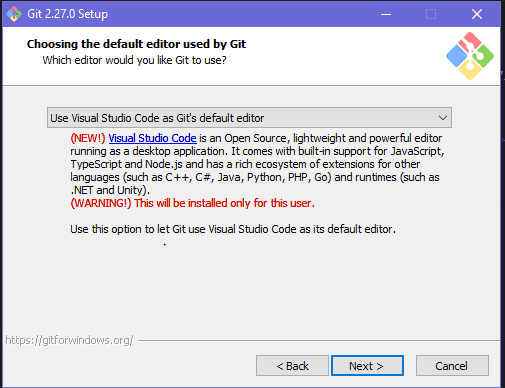 Git 2.27.0 Setup
Choosing the default editor used by Git
Which editor would you like Git to use?
Use Visual Studio Code as Git's default editor
(NEW!) Visual Studio Code is an Open Source, lightweight and powerful editor
running as a desktop application. It comes with built-in support for JavaScript,
TypeScript and Node.js and has a rich ecosystem of extensions for other
languages (such as C++, C#, Java, Python, PHP, Go) and runtimes (such as
.NET and Unity).
(WARNING!) This will be installed only for this user.
Use this option to let Git use Visual Studio Code as its default editor.
https://gitforwindows.org/
< Back
Next >
Cancel